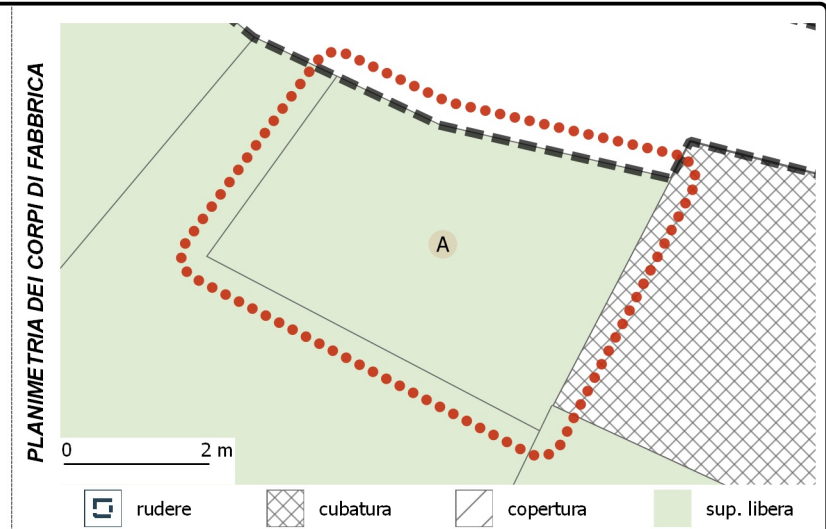 PLANIMETRIA DEI CORPI DI FABBRICA
A
0 2 m
rudere cubatura copertura sup. libera